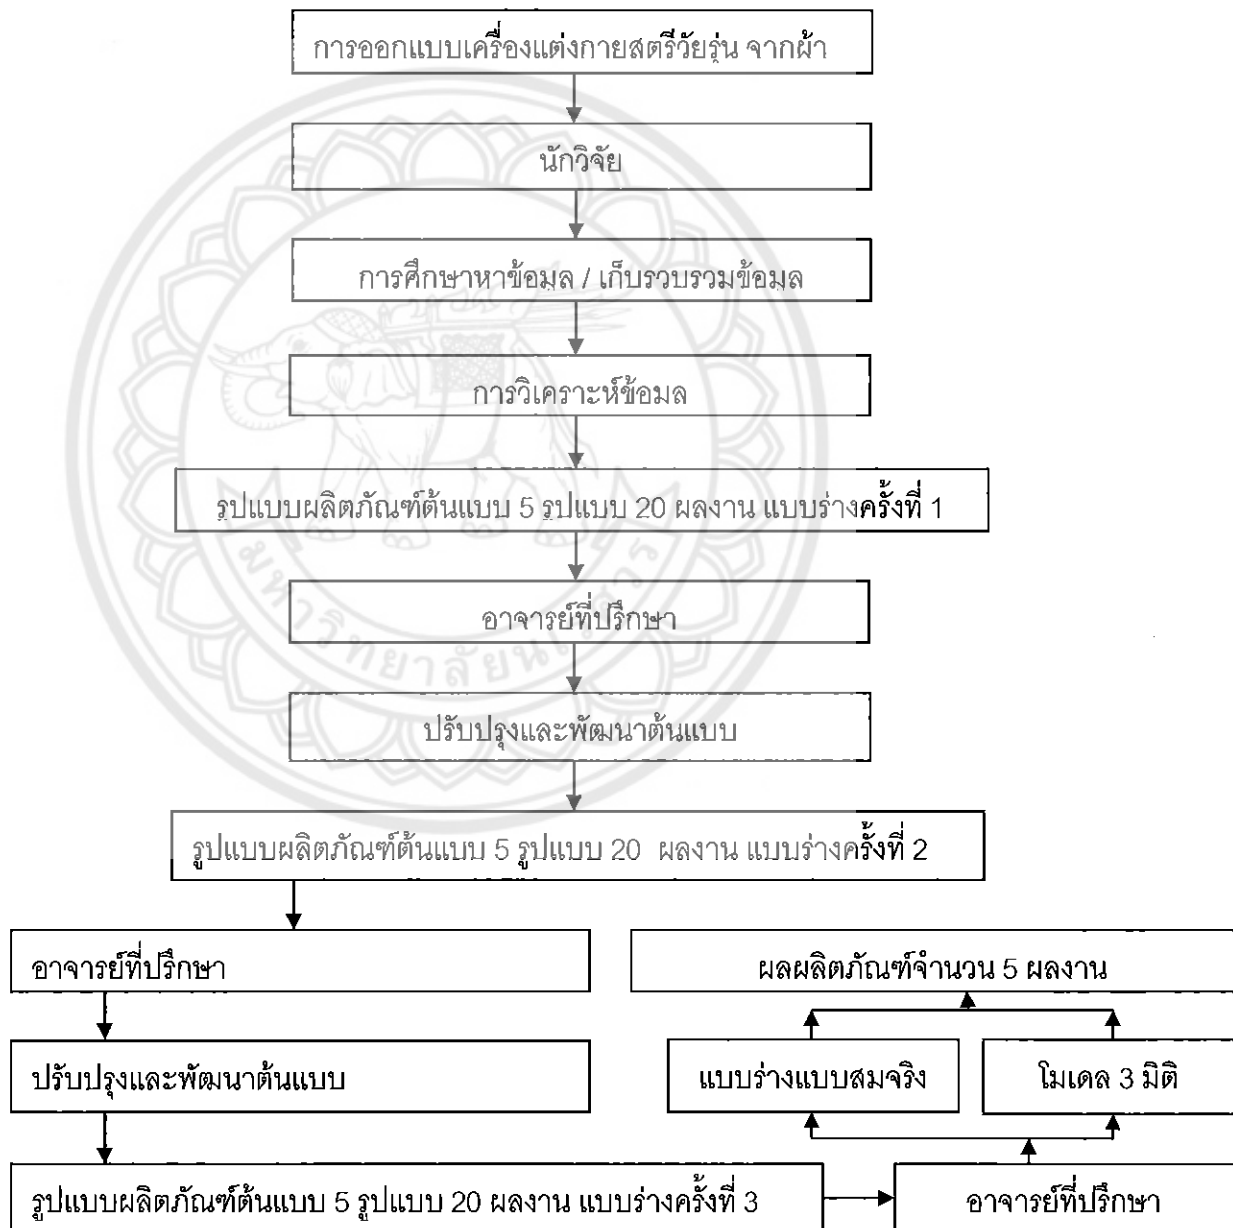 การออกแบบเครื่องแต่งกายสตรีวัยรุ่น จากผ้า
นักวิจัย
การศึกษาหาข้อมูล / เก็บรวบรวมข้อมูล
การวิเคราะห์ข้อมูล
รูปแบบผลิตภัณฑ์ต้นแบบ 5 รูปแบบ 20 ผลงาน แบบร่างครั้งที่ 1
อาจารย์ที่ปรึกษา
มหาวิทยาลัยนเรศวร
ปรับปรุงและพัฒนาต้นแบบ
รูปแบบผลิตภัณฑ์ต้นแบบ 5 รูปแบบ 20 ผลงาน แบบร่างครั้งที่ 2
อาจารย์ที่ปรึกษา
ปรับปรุงและพัฒนาต้นแบบ
รูปแบบผลิตภัณฑ์ต้นแบบ 5 รูปแบบ 20 ผลงาน แบบร่างครั้งที่ 3
อาจารย์ที่ปรึกษา
แบบร่างแบบสมจริง
โมเดล 3 มิติ
ผลผลิตภัณฑ์จำนวน 5 ผลงาน